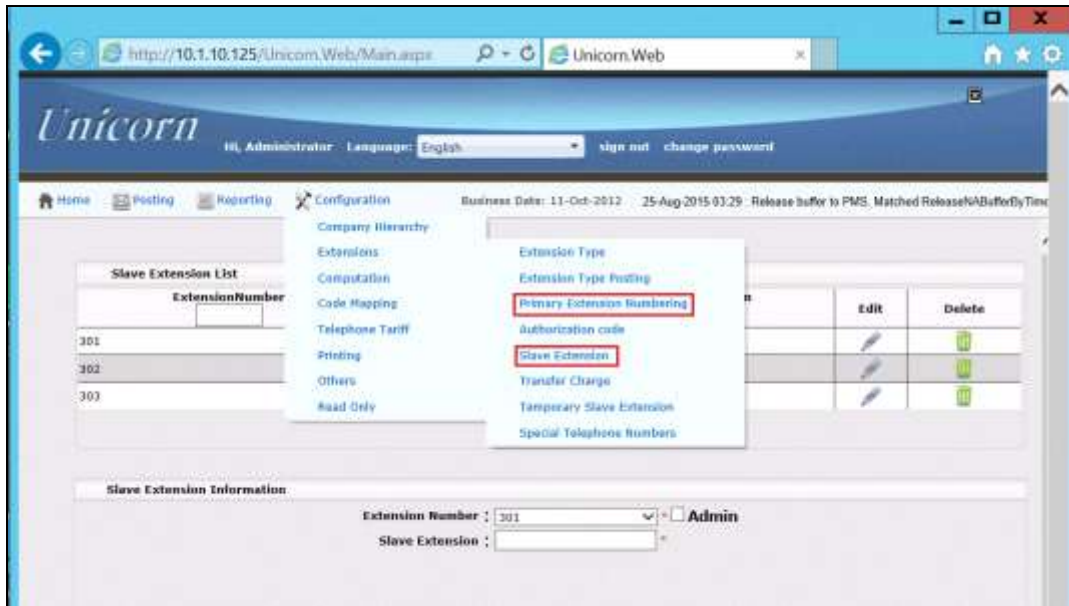 http://10.1.10.125/Unicorn.Web/Main.aspx
Unicorn.Web
Unicorn
Hi, Administrator Language: English sign out change password
Home Posting Reporting Configuration Business Date: 11-Oct-2012 25-Aug-2015 03:29 Release buffer to PMS. Matched ReleaseNABufferByTime
Company Hierarchy
Extensions
Computation
Code Mapping
Telephone Tariff
Printing
Others
Read Only
Extension Type
Extension Type Posting
Primary Extension Numbering
Authorization code
Slave Extension
Transfer Charge
Temporary Slave Extension
Special Telephone Numbers
Slave Extension List
ExtensionNumber Edit Delete
301
302
303
Slave Extension Information
Extension Number : 301 * Admin
Slave Extension : *